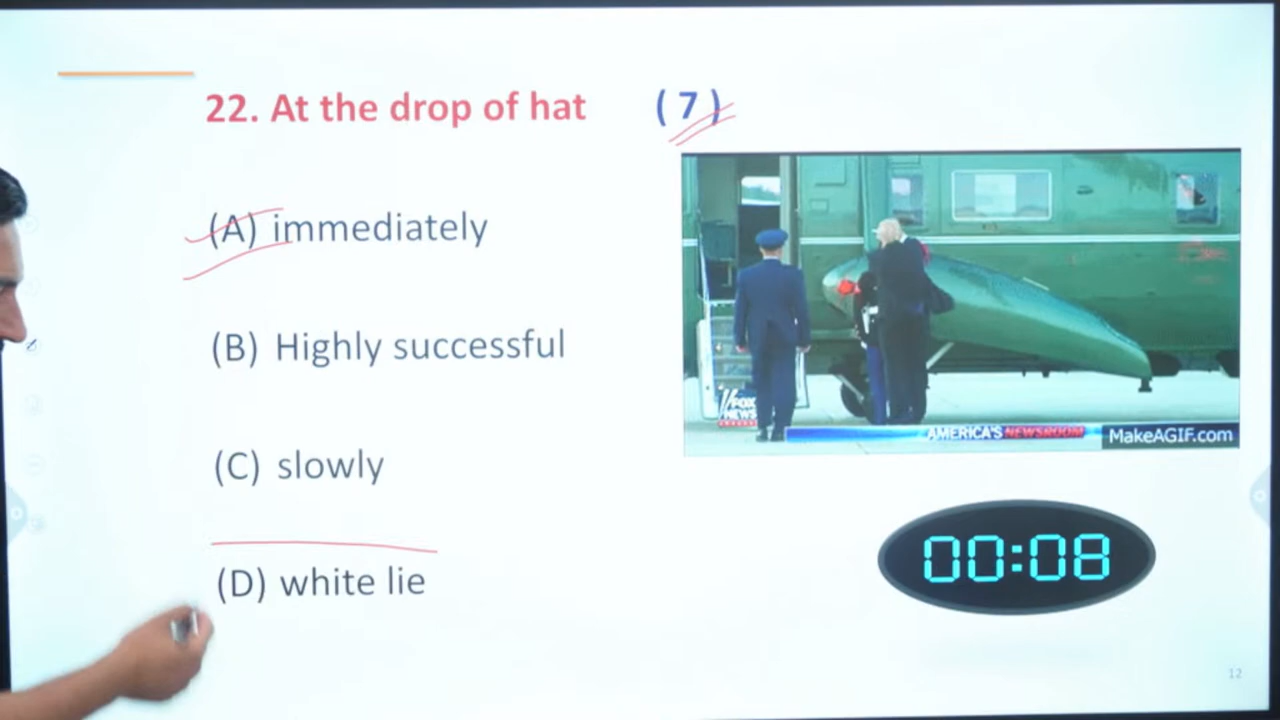 22. At the drop of hat (7)
(A) immediately
(B) Highly successful
(C) slowly
(D) white lie
FOX
NEWS
AMERICA'S NEWSROOM
MakeAGIF.com
00:08
12